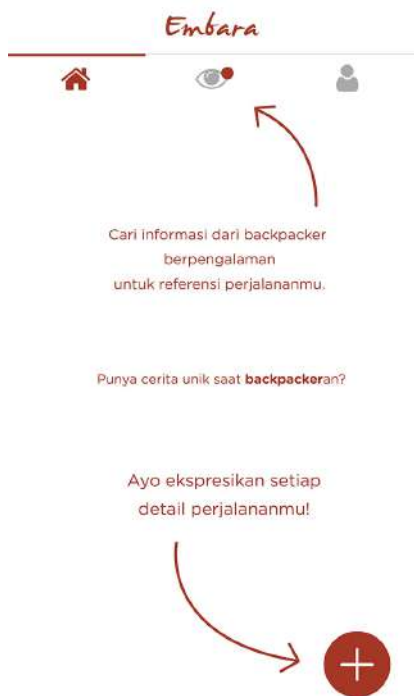 Embara
Cari informasi dari backpacker
berpengalaman
untuk referensi perjalananmu.
Punya cerita unik saat backpackeran?
Ayo ekspresikan setiap
detail perjalananmu!